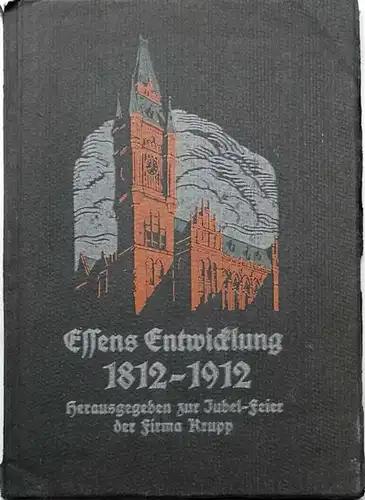 Essens Entwicklung
1812-1912
Herausgegeben zur Jubel-Feier
der Firma Krupp